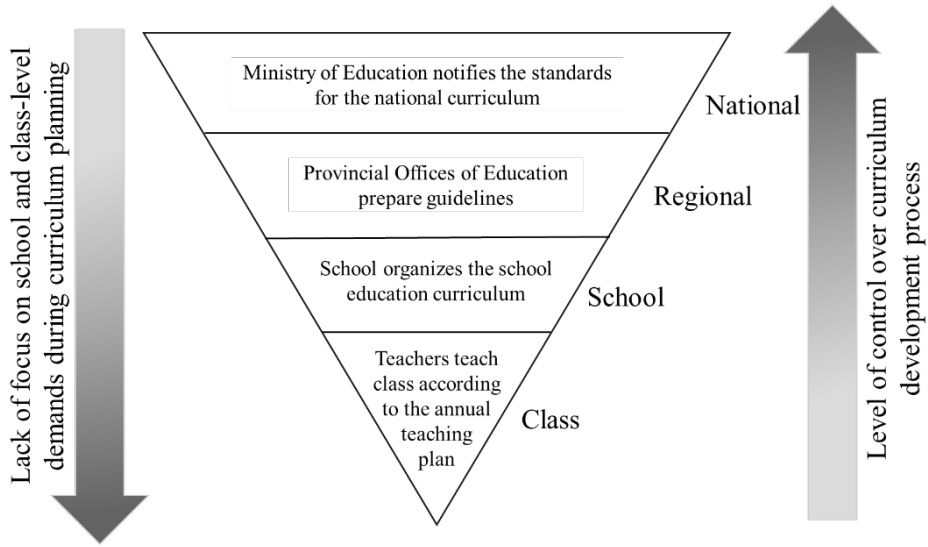 Lack of focus on school and class-level
demands during curriculum planning
Ministry of Education notifies the standards
for the national curriculum
National
Provincial Offices of Education
prepare guidelines
Regional
School organizes the school
education curriculum
School
Teachers teach
class according
to the annual
teaching
plan
Class
Level of control over curriculum
development process